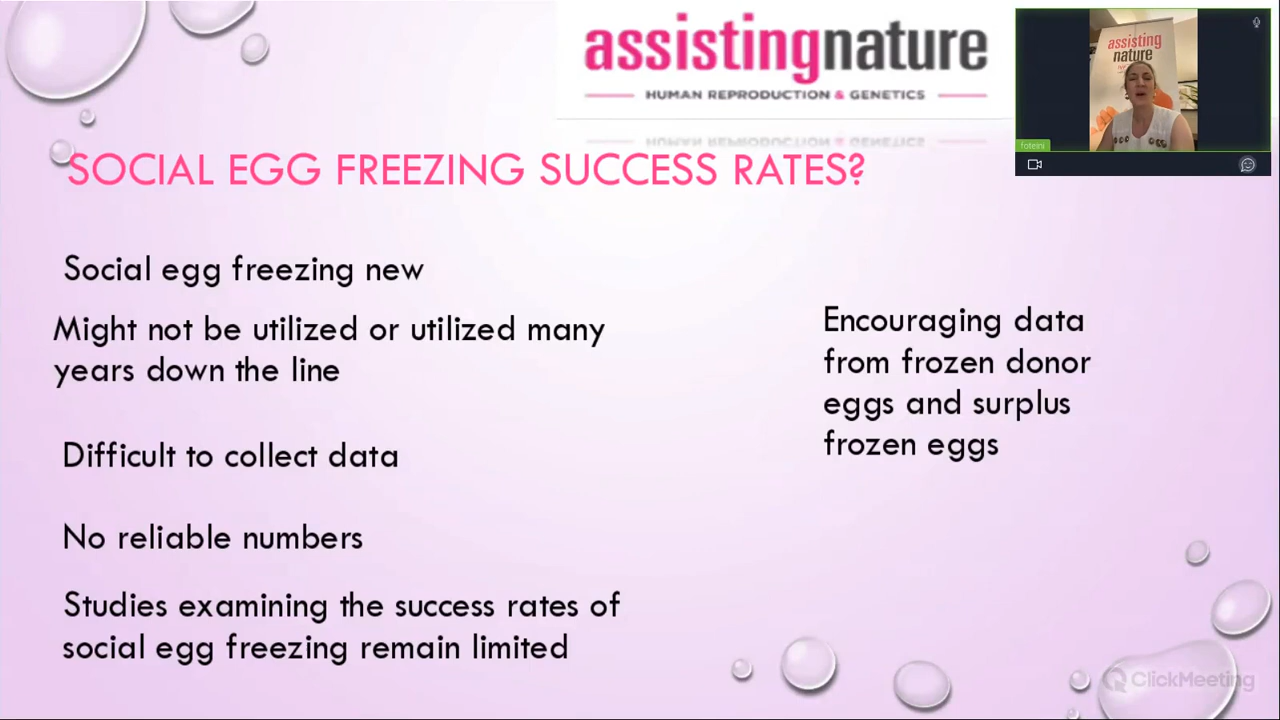 assistingnature
HUMAN REPRODUCTION & GENETICS
assisting
nature
foteini
SOCIAL EGG FREEZING SUCCESS RATES?
Social egg freezing new
Might not be utilized or utilized many
years down the line
Difficult to collect data
No reliable numbers
Studies examining the success rates of
social egg freezing remain limited
Encouraging data
from frozen donor
eggs and surplus
frozen eggs
ClickMeeting